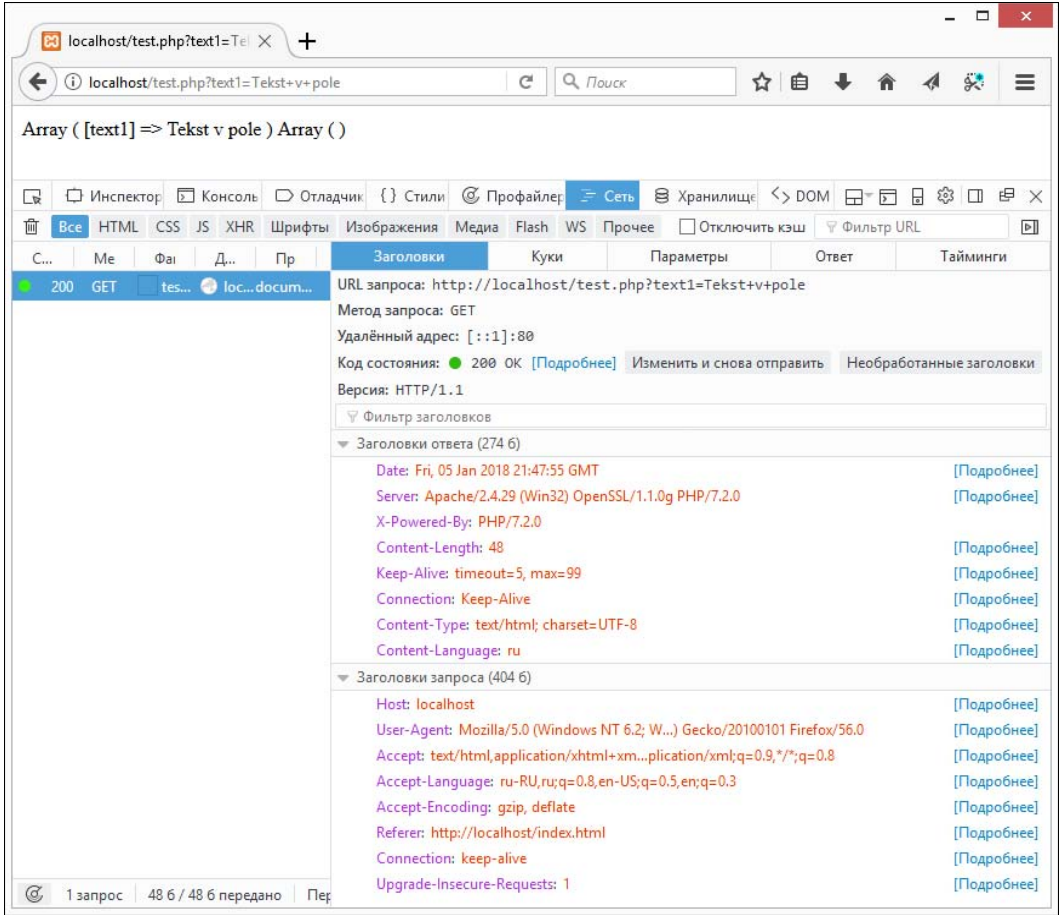 localhost/test.php?text1=Te
localhost/test.php?text1=Tekst+v+pole
Поиск
Array ( [text1] => Tekst v pole ) Array ( )
Инспектор Консоль Отладчик {} Стили Профайлер Сеть Хранилище DOM
Все HTML CSS JS XHR Шрифты Изображения Медиа Flash WS Прочее Отключить кэш Фильтр URL
С... Ме Фаı Д... Пр Заголовки Куки Параметры Ответ Тайминги
200 GET tes... loc... docum...
URL запроса: http://localhost/test.php?text1=Tekst+v+pole
Метод запроса: GET
Удалённый адрес: [::1]:80
Код состояния: 200 OK [Подробнее] Изменить и снова отправить Необработанные заголовки
Версия: HTTP/1.1
Фильтр заголовков
Заголовки ответа (274 б)
Date: Fri, 05 Jan 2018 21:47:55 GMT [Подробнее]
Server: Apache/2.4.29 (Win32) OpenSSL/1.1.0g PHP/7.2.0 [Подробнее]
X-Powered-By: PHP/7.2.0
Content-Length: 48 [Подробнее]
Keep-Alive: timeout=5, max=99 [Подробнее]
Connection: Keep-Alive [Подробнее]
Content-Type: text/html; charset=UTF-8 [Подробнее]
Content-Language: ru [Подробнее]
Заголовки запроса (404 б)
Host: localhost [Подробнее]
User-Agent: Mozilla/5.0 (Windows NT 6.2; W...) Gecko/20100101 Firefox/56.0 [Подробнее]
Accept: text/html,application/xhtml+xm...plication/xml;q=0.9,*/*;q=0.8 [Подробнее]
Accept-Language: ru-RU,ru;q=0.8,en-US;q=0.5,en;q=0.3 [Подробнее]
Accept-Encoding: gzip, deflate [Подробнее]
Referer: http://localhost/index.html [Подробнее]
Connection: keep-alive [Подробнее]
Upgrade-Insecure-Requests: 1 [Подробнее]
1 запрос 48 б / 48 б передано Пер